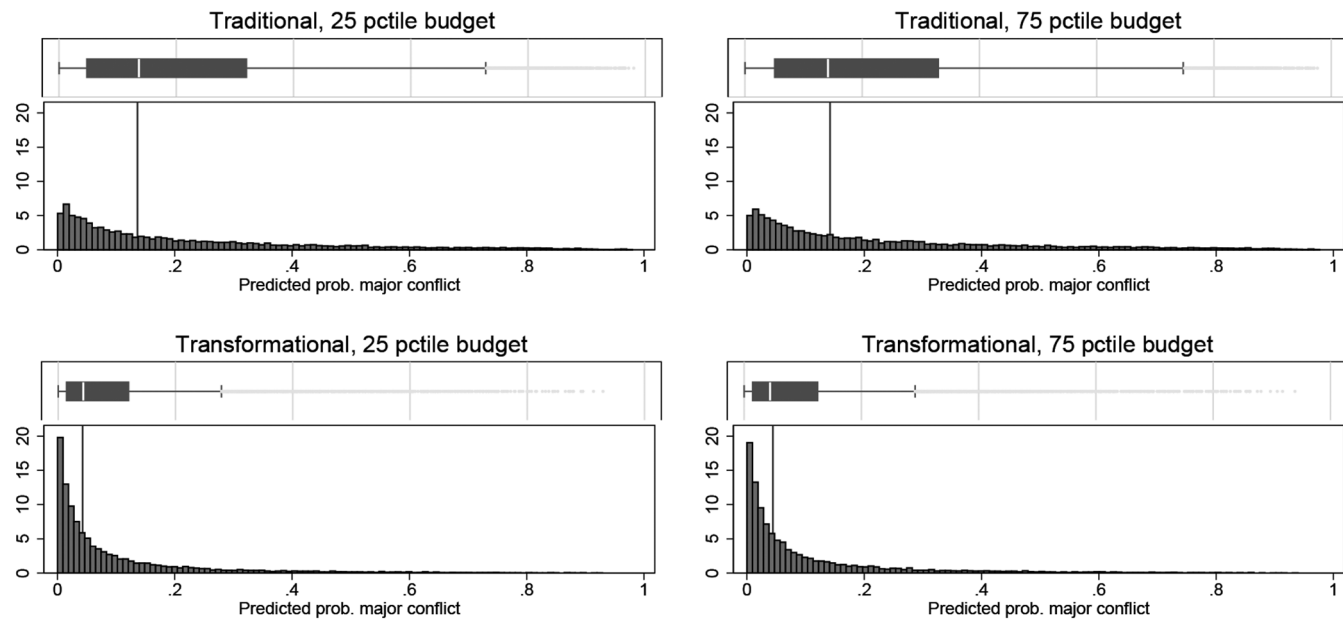 Traditional, 25 pctile budget
20
15
10
5
0
0 .2 .4 .6 .8 1
Predicted prob. major conflict
Traditional, 75 pctile budget
20
15
10
5
0
0 .2 .4 .6 .8 1
Predicted prob. major conflict
Transformational, 25 pctile budget
20
15
10
5
0
0 .2 .4 .6 .8 1
Predicted prob. major conflict
Transformational, 75 pctile budget
20
15
10
5
0
0 .2 .4 .6 .8 1
Predicted prob. major conflict